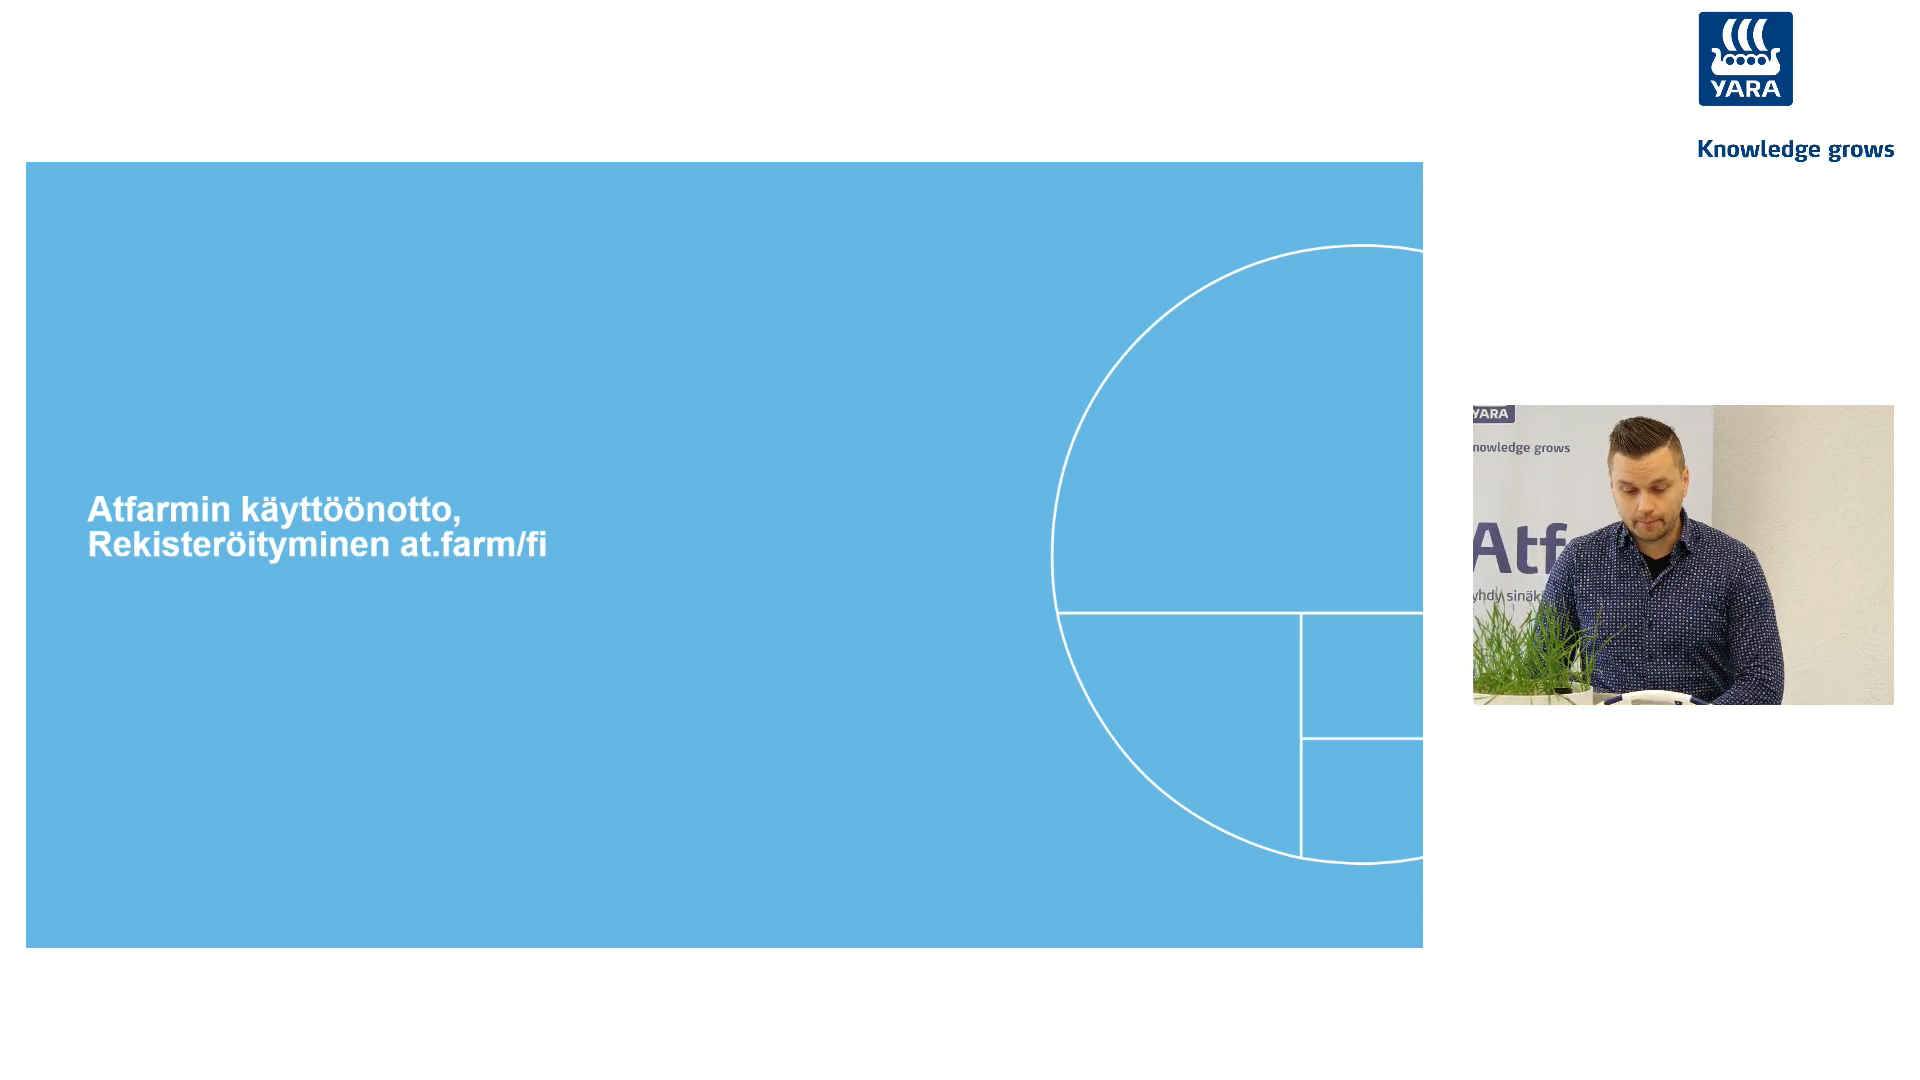 YARA
Knowledge grows
Atfarmin käyttöönotto,
Rekisteröityminen at.farm/fi
YARA
nowledge grows
Atf
yhdy sinäk